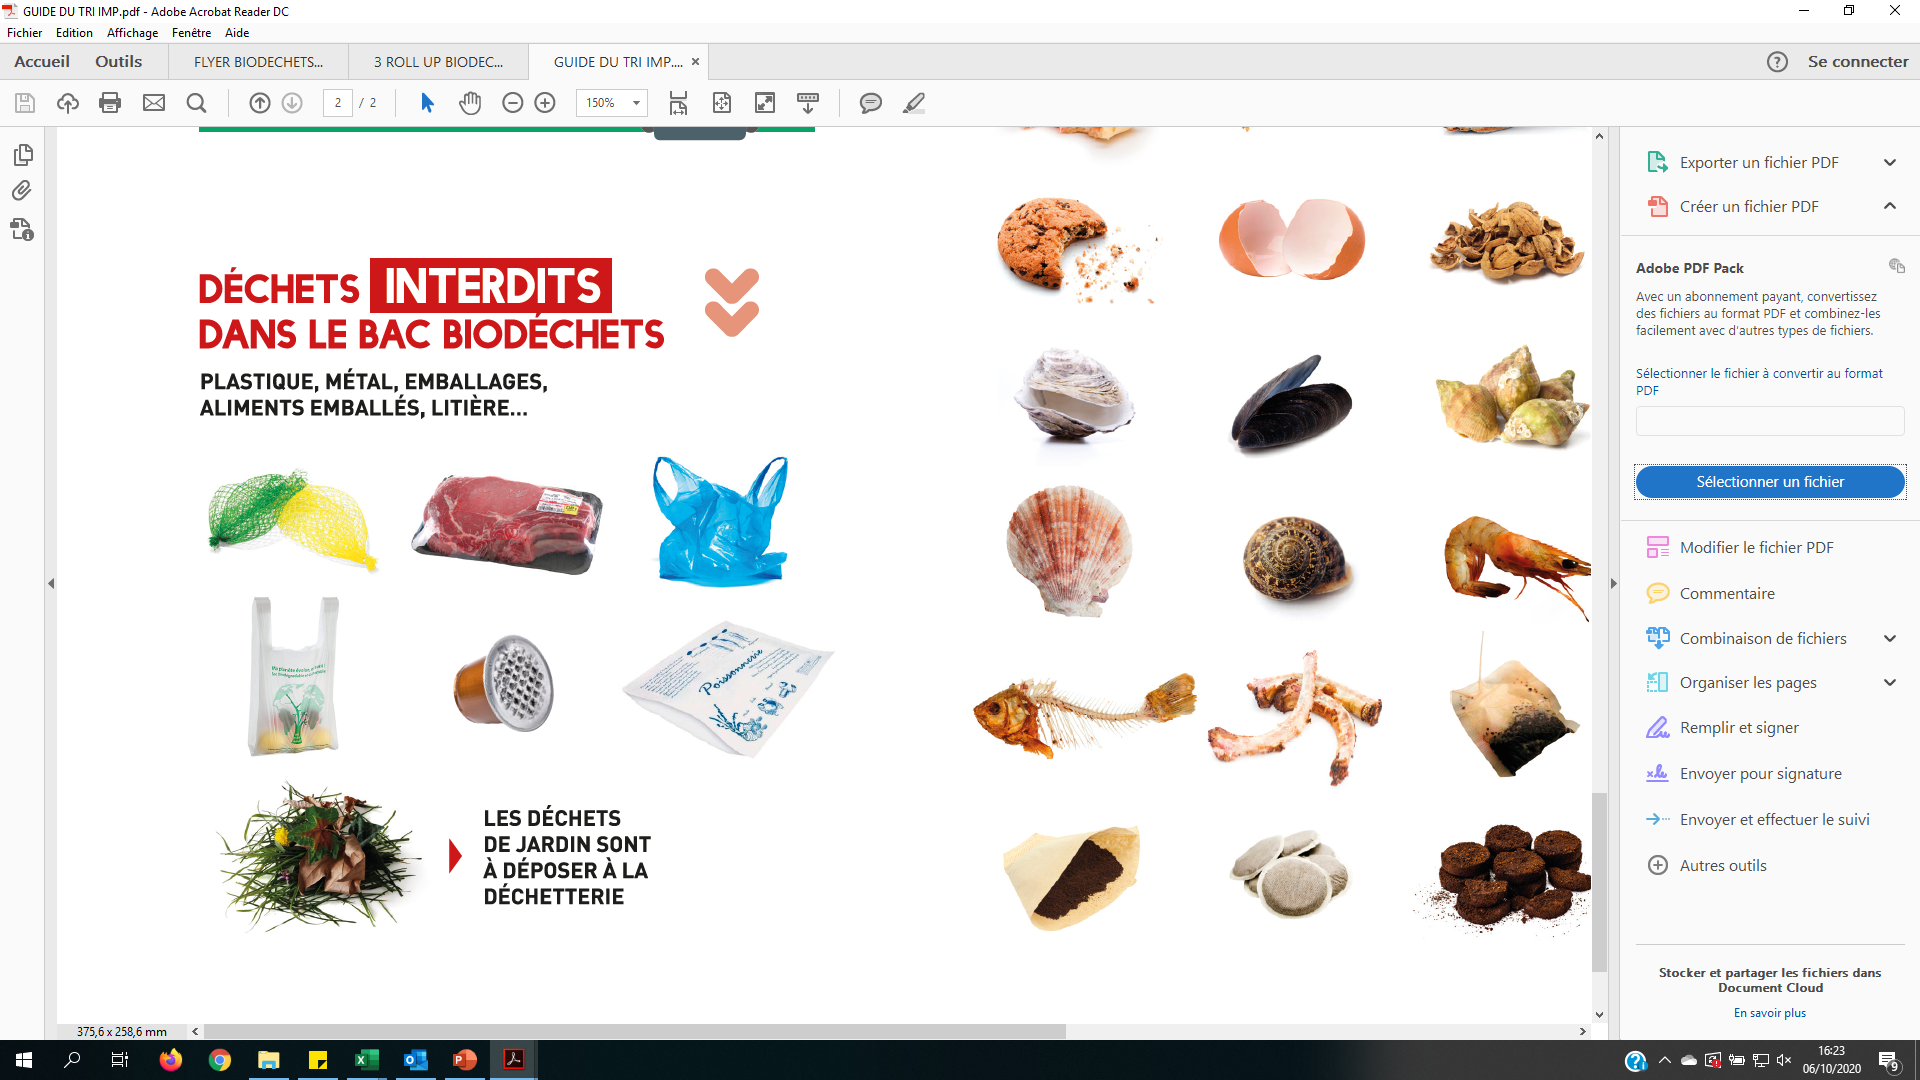 GUIDE DU TRI IMP.pdf - Adobe Acrobat Reader DC
Fichier Edition Affichage Fenêtre Aide
Accueil Outils FLYER BIODECHETS... 3 ROLL UP BIODEC... GUIDE DU TRI IMP.... × Se connecter
2 / 2 150%
DÉCHETS INTERDITS
DANS LE BAC BIODÉCHETS
PLASTIQUE, MÉTAL, EMBALLAGES,
ALIMENTS EMBALLÉS, LITIÈRE...
Poissonnerie
LES DÉCHETS
DE JARDIN SONT
À DÉPOSER À LA
DÉCHETTERIE
375,6 x 258,6 mm
Exporter un fichier PDF
Créer un fichier PDF
Adobe PDF Pack
Avec un abonnement payant, convertissez
des fichiers au format PDF et combinez-les
facilement avec d'autres types de fichiers.
Sélectionner le fichier à convertir au format
PDF
Sélectionner un fichier
Modifier le fichier PDF
Commentaire
Combinaison de fichiers
Organiser les pages
Remplir et signer
Envoyer pour signature
Envoyer et effectuer le suivi
Autres outils
Stocker et partager les fichiers dans
Document Cloud
En savoir plus
16:23
06/10/2020
9